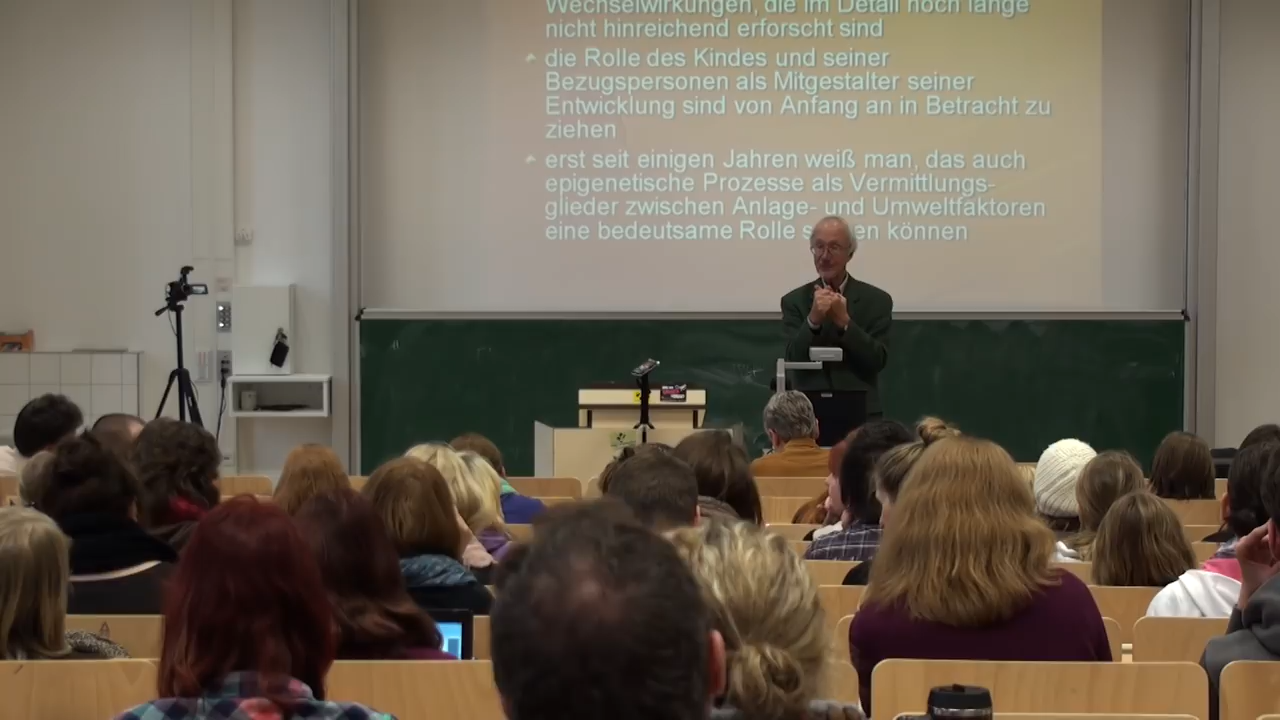 Wechselwirkungen, die im Detail noch lange
nicht hinreichend erforscht sind
die Rolle des Kindes und seiner
Bezugspersonen als Mitgestalter seiner
Entwicklung sind von Anfang an in Betracht zu
ziehen
erst seit einigen Jahren weiß man, das auch
epigenetische Prozesse als Vermittlungs-
glieder zwischen Anlage- und Umweltfaktoren
eine bedeutsame Rolle können